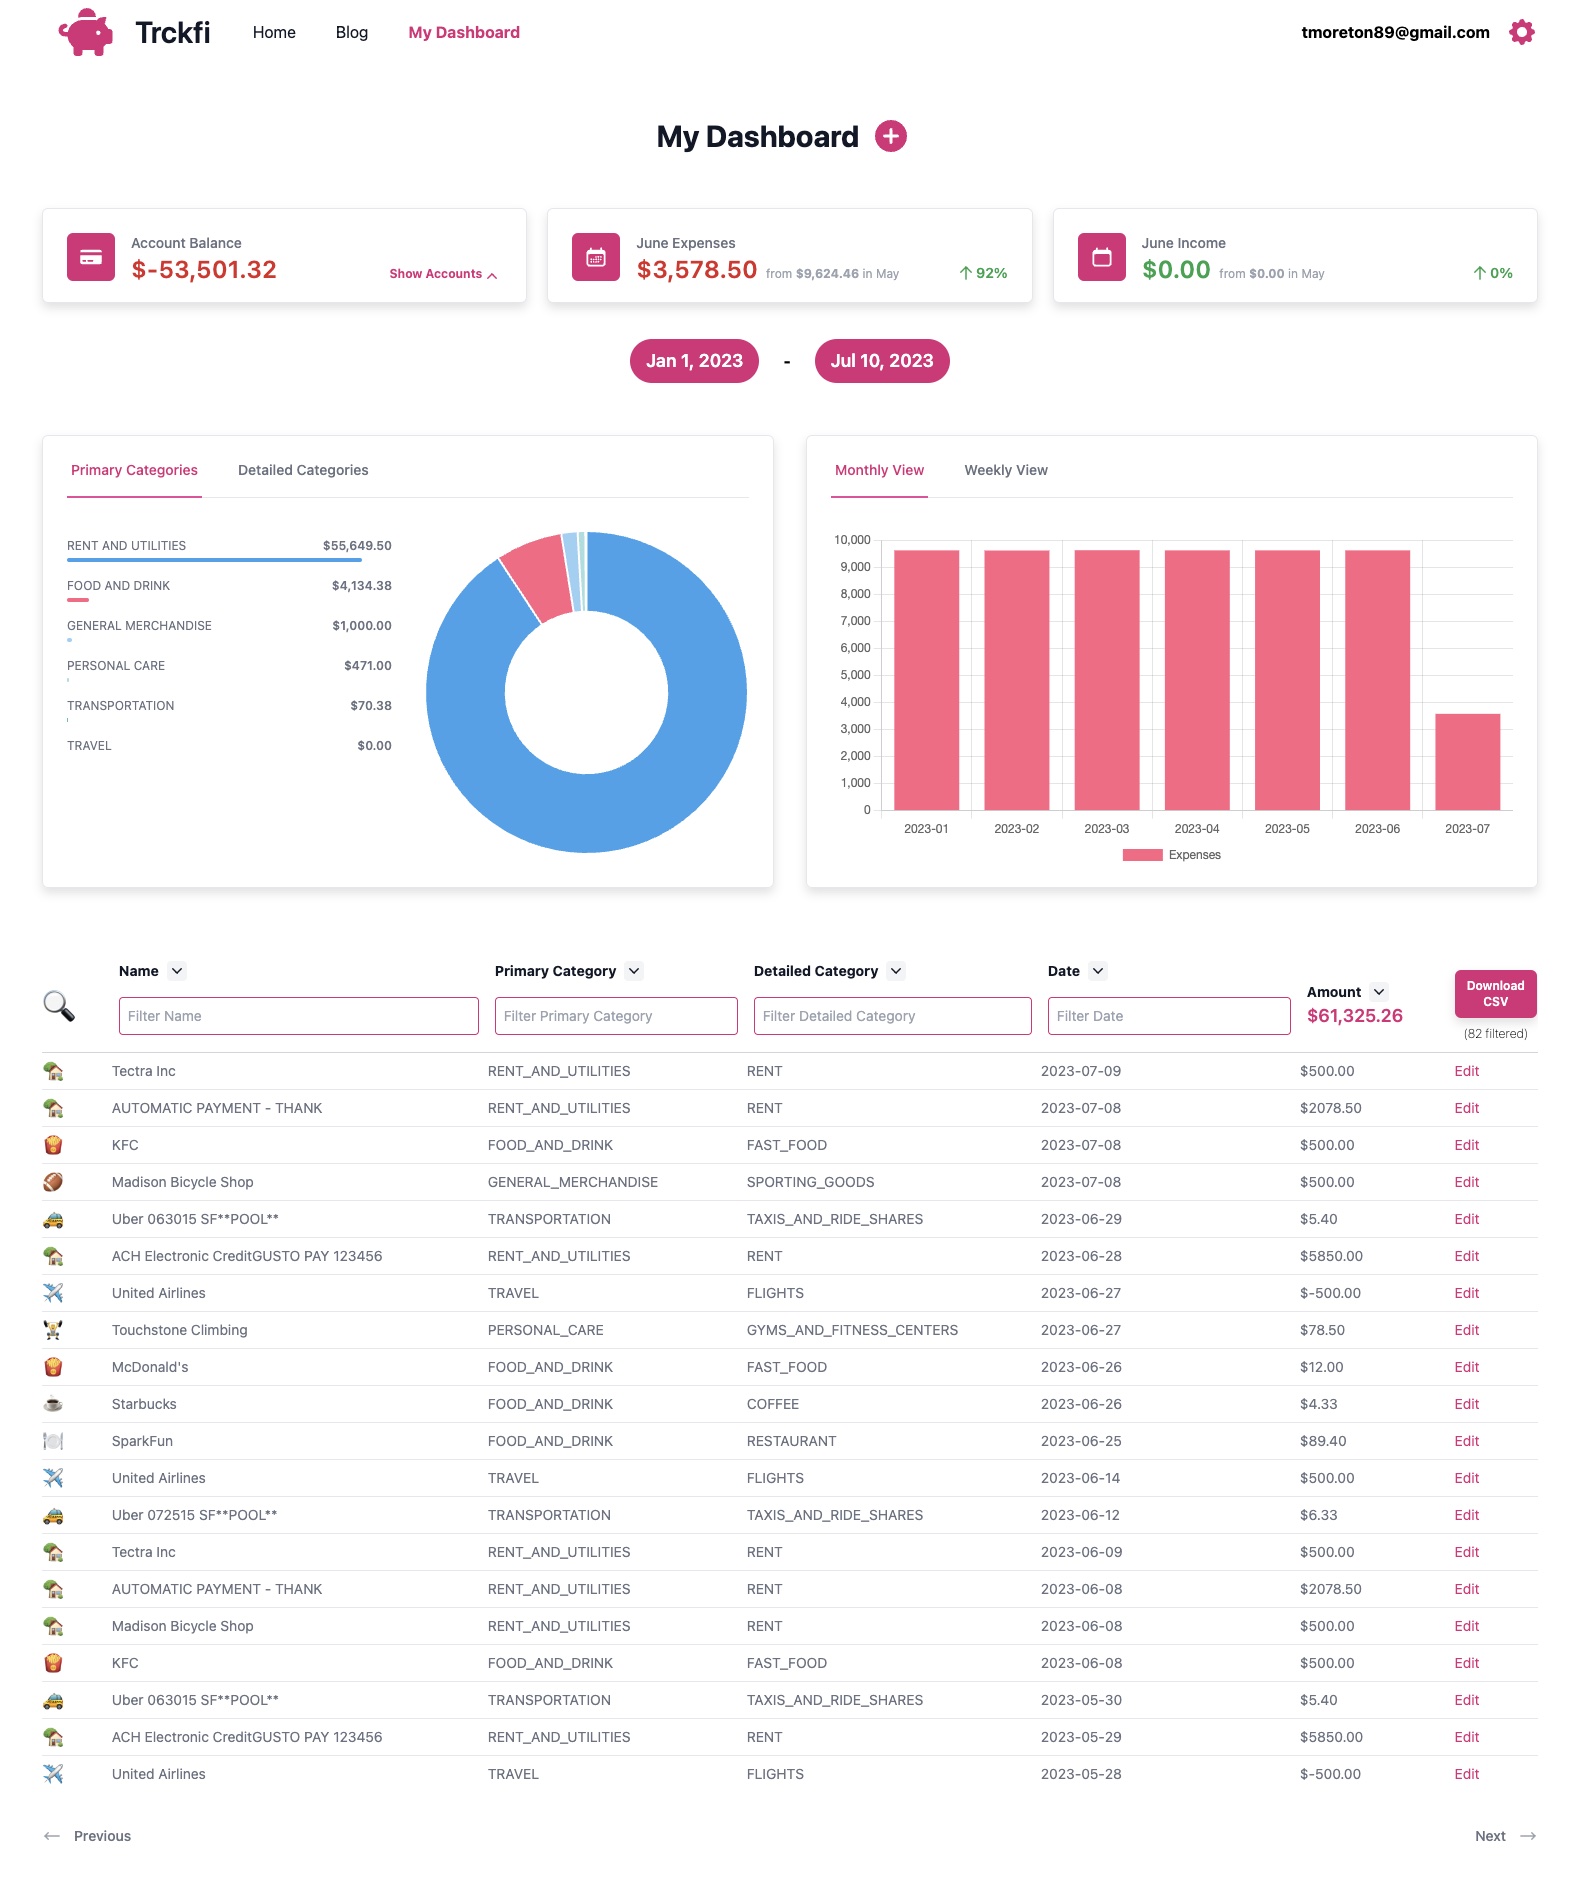 Trckfi Home Blog My Dashboard tmoreton89@gmail.com
My Dashboard
Account Balance
$-53,501.32 Show Accounts
June Expenses
$3,578.50 from $9,624.46 in May 92%
June Income
$0.00 from $0.00 in May 0%
Jan 1, 2023 - Jul 10, 2023
Primary Categories Detailed Categories
RENT AND UTILITIES $55,649.50
FOOD AND DRINK $4,134.38
GENERAL MERCHANDISE $1,000.00
PERSONAL CARE $471.00
TRANSPORTATION $70.38
TRAVEL $0.00
Monthly View Weekly View
10,000
9,000
8,000
7,000
6,000
5,000
4,000
3,000
2,000
1,000
0
2023-01 2023-02 2023-03 2023-04 2023-05 2023-06 2023-07
Expenses
Name Primary Category Detailed Category Date Amount Download CSV
Filter Name Filter Primary Category Filter Detailed Category Filter Date $61,325.26
(82 filtered)
Tectra Inc RENT_AND_UTILITIES RENT 2023-07-09 $500.00 Edit
AUTOMATIC PAYMENT - THANK RENT_AND_UTILITIES RENT 2023-07-08 $2078.50 Edit
KFC FOOD_AND_DRINK FAST_FOOD 2023-07-08 $500.00 Edit
Madison Bicycle Shop GENERAL_MERCHANDISE SPORTING_GOODS 2023-07-08 $500.00 Edit
Uber 063015 SF**POOL** TRANSPORTATION TAXIS_AND_RIDE_SHARES 2023-06-29 $5.40 Edit
ACH Electronic CreditGUSTO PAY 123456 RENT_AND_UTILITIES RENT 2023-06-28 $5850.00 Edit
United Airlines TRAVEL FLIGHTS 2023-06-27 $-500.00 Edit
Touchstone Climbing PERSONAL_CARE GYMS_AND_FITNESS_CENTERS 2023-06-27 $78.50 Edit
McDonald's FOOD_AND_DRINK FAST_FOOD 2023-06-26 $12.00 Edit
Starbucks FOOD_AND_DRINK COFFEE 2023-06-26 $4.33 Edit
SparkFun FOOD_AND_DRINK RESTAURANT 2023-06-25 $89.40 Edit
United Airlines TRAVEL FLIGHTS 2023-06-14 $500.00 Edit
Uber 072515 SF**POOL** TRANSPORTATION TAXIS_AND_RIDE_SHARES 2023-06-12 $6.33 Edit
Tectra Inc RENT_AND_UTILITIES RENT 2023-06-09 $500.00 Edit
AUTOMATIC PAYMENT - THANK RENT_AND_UTILITIES RENT 2023-06-08 $2078.50 Edit
Madison Bicycle Shop RENT_AND_UTILITIES RENT 2023-06-08 $500.00 Edit
KFC FOOD_AND_DRINK FAST_FOOD 2023-06-08 $500.00 Edit
Uber 063015 SF**POOL** TRANSPORTATION TAXIS_AND_RIDE_SHARES 2023-05-30 $5.40 Edit
ACH Electronic CreditGUSTO PAY 123456 RENT_AND_UTILITIES RENT 2023-05-29 $5850.00 Edit
United Airlines TRAVEL FLIGHTS 2023-05-28 $-500.00 Edit
Previous Next